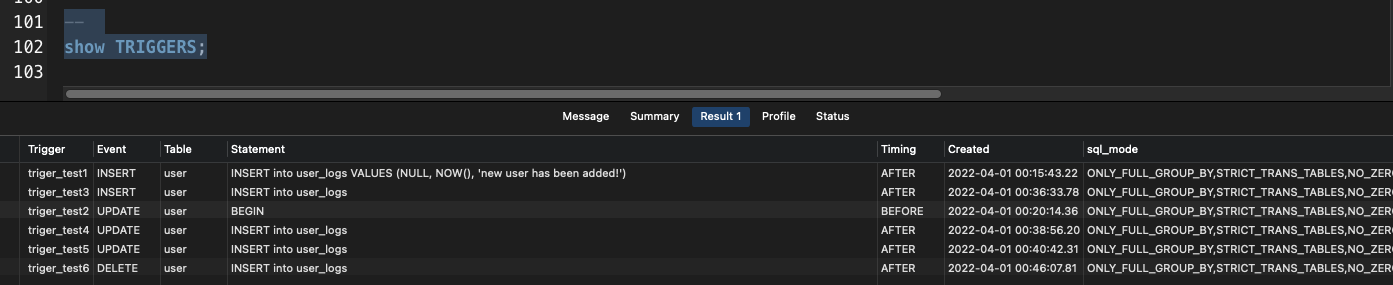 101 --
102 show TRIGGERS;
103
Message Summary Result 1 Profile Status
Trigger Event Table Statement Timing Created sql_mode
triger_test1 INSERT user INSERT into user_logs VALUES (NULL, NOW(), 'new user has been added!') AFTER 2022-04-01 00:15:43.22 ONLY_FULL_GROUP_BY,STRICT_TRANS_TABLES,NO_ZER
triger_test3 INSERT user INSERT into user_logs AFTER 2022-04-01 00:36:33.78 ONLY_FULL_GROUP_BY,STRICT_TRANS_TABLES,NO_ZER
triger_test2 UPDATE user BEGIN BEFORE 2022-04-01 00:20:14.36 ONLY_FULL_GROUP_BY,STRICT_TRANS_TABLES,NO_ZER
triger_test4 UPDATE user INSERT into user_logs AFTER 2022-04-01 00:38:56.20 ONLY_FULL_GROUP_BY,STRICT_TRANS_TABLES,NO_ZER
triger_test5 UPDATE user INSERT into user_logs AFTER 2022-04-01 00:40:42.31 ONLY_FULL_GROUP_BY,STRICT_TRANS_TABLES,NO_ZER
triger_test6 DELETE user INSERT into user_logs AFTER 2022-04-01 00:46:07.81 ONLY_FULL_GROUP_BY,STRICT_TRANS_TABLES,NO_ZER